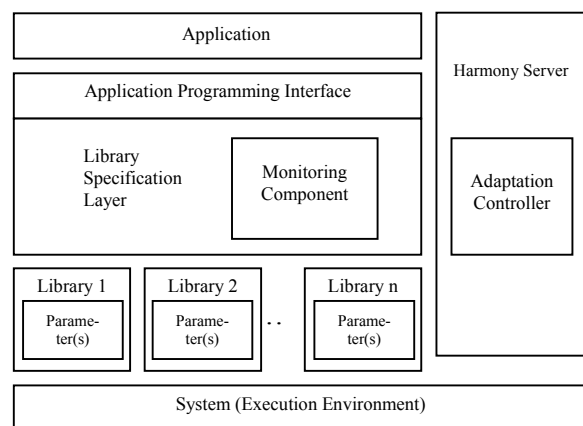 Application
Harmony Server
Application Programming Interface
Library
Specification
Layer
Monitoring
Component
Adaptation
Controller
Library 1
Parame-
ter(s)
Library 2
Parame-
ter(s)
. .
Library n
Parame-
ter(s)
System (Execution Environment)